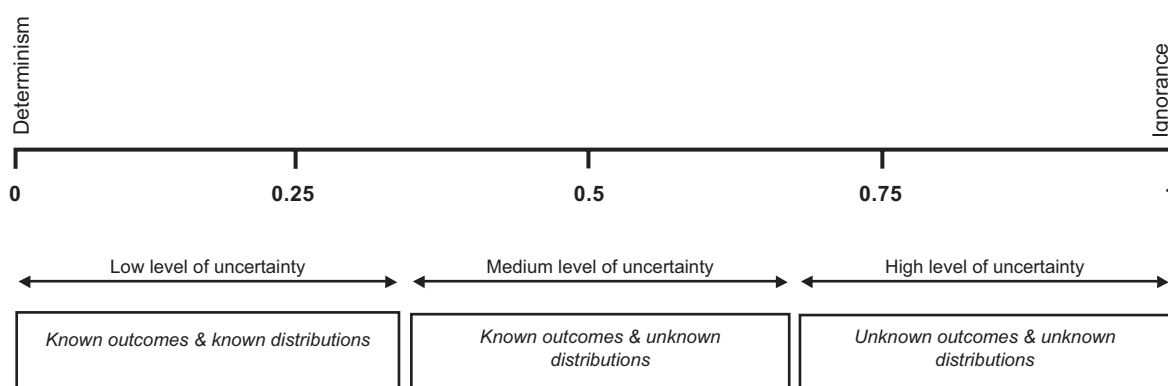 Determinism
Ignorance
0
0.25
0.5
0.75
Low level of uncertainty
Medium level of uncertainty
High level of uncertainty
Known outcomes & known distributions
Known outcomes & unknown
distributions
Unknown outcomes & unknown
distributions